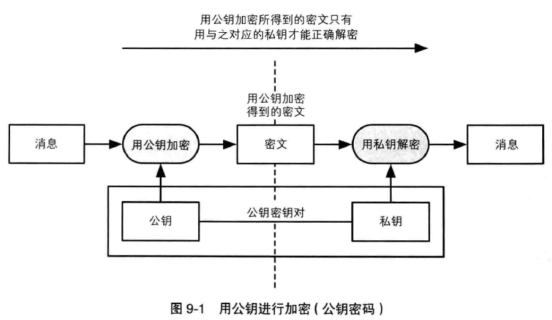 用公钥加密所得到的密文只有
用与之对应的私钥才能正确解密
用公钥加密
得到的密文
消息
用公钥加密
密文
用私钥解密
消息
公钥
公钥密钥对
私钥
图 9-1 用公钥进行加密（公钥密码）